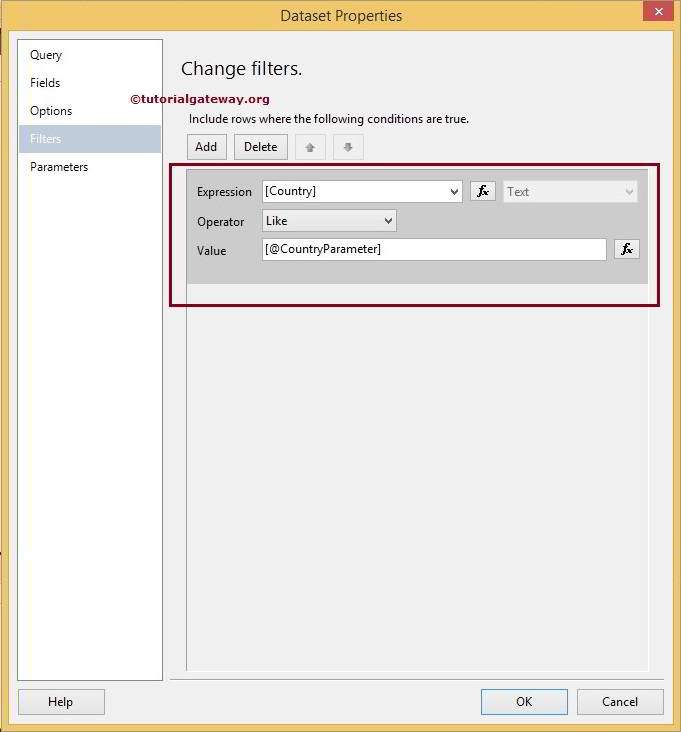 Dataset Properties
Query
Fields
Options
Filters
Parameters
Change filters.
©tutorialgateway.org
Include rows where the following conditions are true.
Add Delete
Expression [Country] fx Text
Operator Like
Value [@CountryParameter] fx
Help OK Cancel